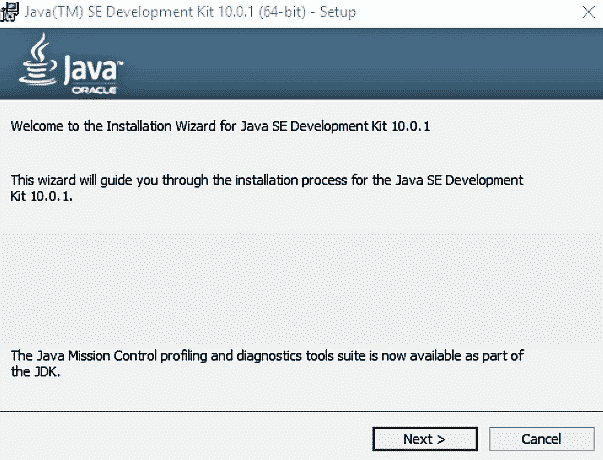 Java(TM) SE Development Kit 10.0.1 (64-bit) - Setup
Java™
ORACLE
Welcome to the Installation Wizard for Java SE Development Kit 10.0.1
This wizard will guide you through the installation process for the Java SE Development
Kit 10.0.1.
The Java Mission Control profiling and diagnostics tools suite is now available as part of
the JDK.
Next >
Cancel